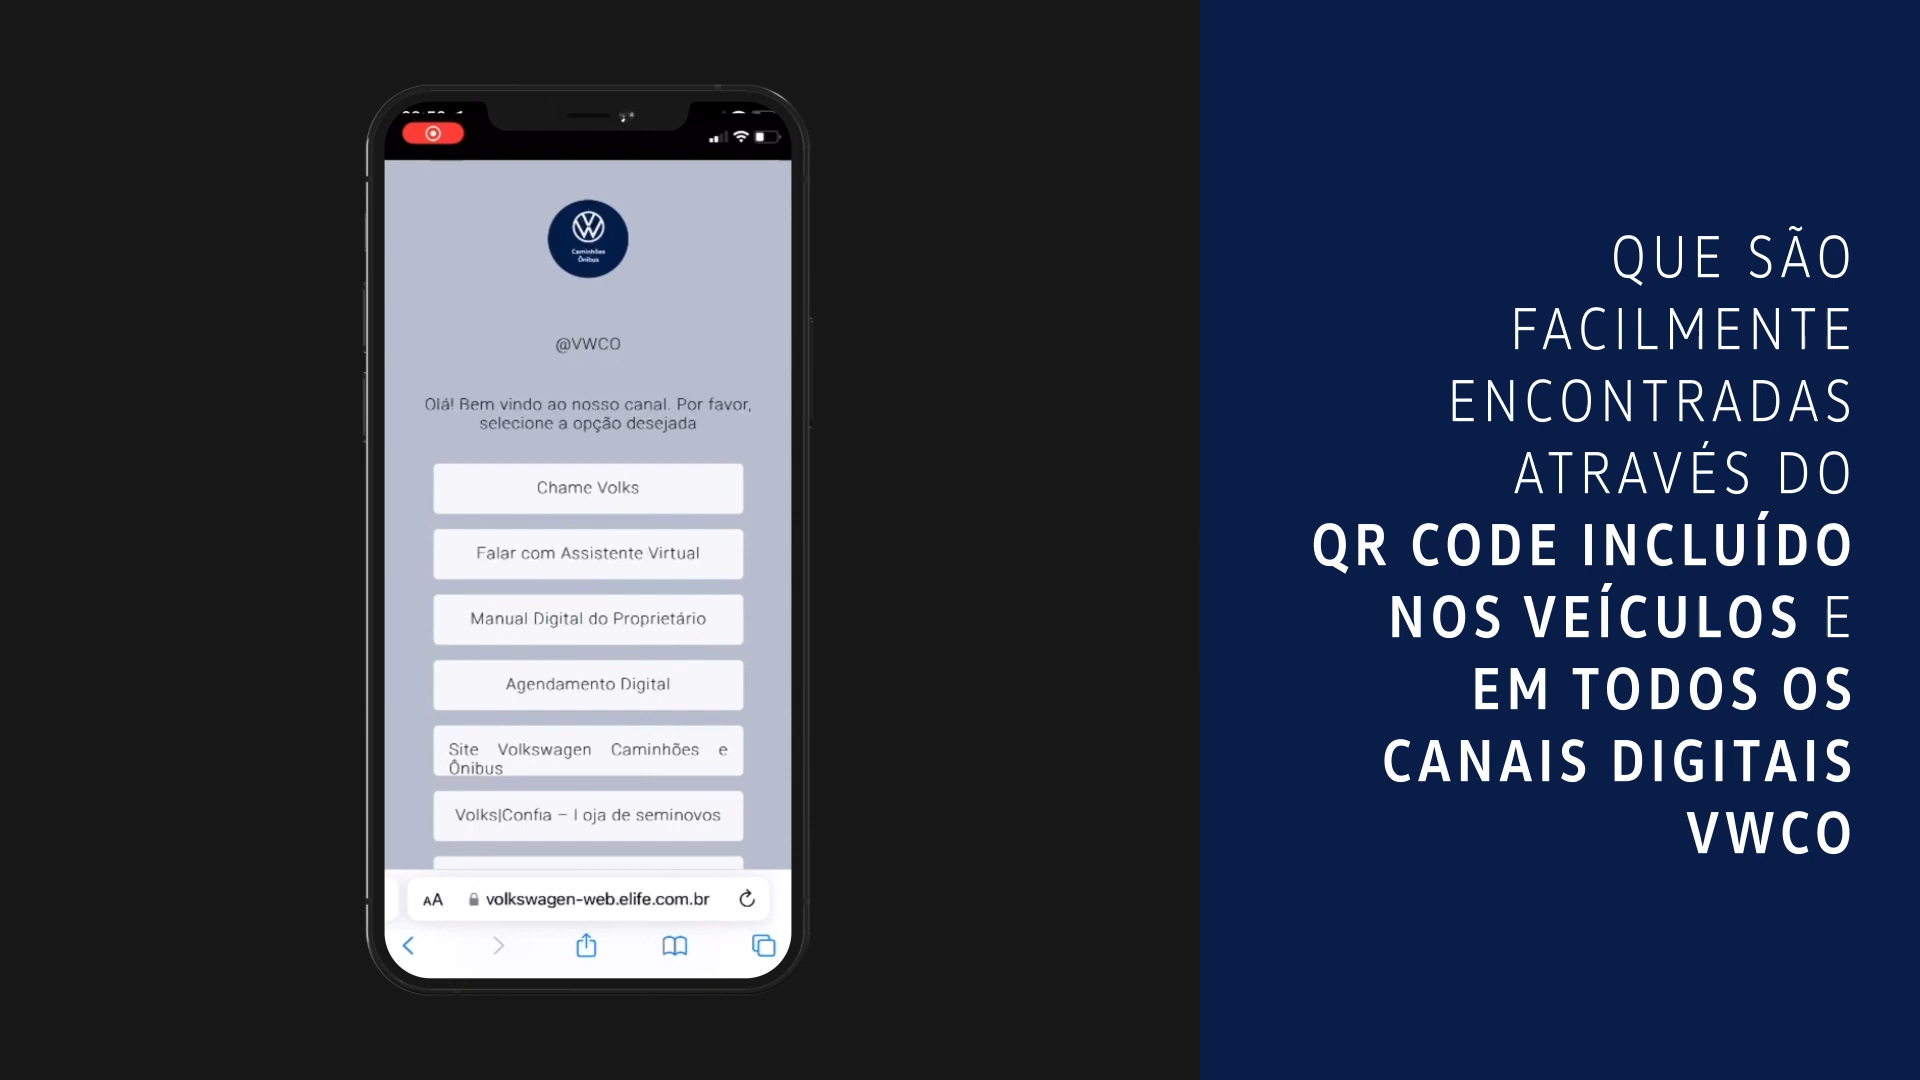 Caminhões
Ônibus
@VWCO
Olá! Bem vindo ao nosso canal. Por favor,
selecione a opção desejada
Chame Volks
Falar com Assistente Virtual
Manual Digital do Proprietário
Agendamento Digital
Site Volkswagen Caminhões e
Ônibus
Volks|Confia – Loja de seminovos
AA volkswagen-web.elife.com.br
QUE SÃO
FACILMENTE
ENCONTRADAS
ATRAVÉS DO
QR CODE INCLUÍDO
NOS VEÍCULOS E
EM TODOS OS
CANAIS DIGITAIS
VWCO